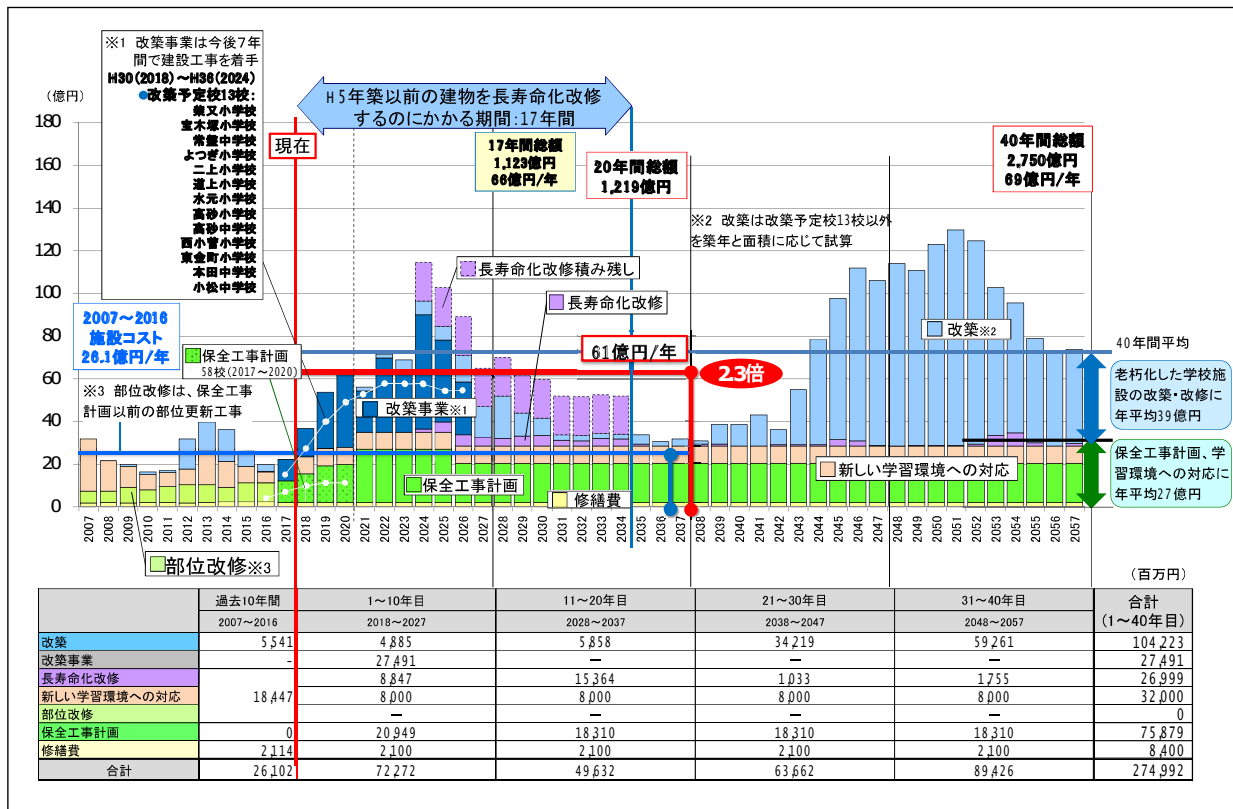 ※1 改築事業は今後7年
間で建設工事を着手
H30(2018)～H36(2024)
●改築予定校13校:
柴又小学校
宝木塚小学校
常盤中学校
よつぎ小学校
二上小学校
道上小学校
水元小学校
高砂小学校
高砂中学校
西小菅小学校
東金町小学校
本田中学校
小松中学校
H5年築以前の建物を長寿命化改修
するのにかかる期間:17年間
(億円)
180
160
140
120
100
80
60
40
20
0
現在
17年間総額
1,123億円
66億円/年
20年間総額
1,219億円
40年間総額
2,750億円
69億円/年
※2 改築は改築予定校13校以外
を築年と面積に応じて試算
長寿命化改修積み残し
長寿命化改修
2007～2016
施設コスト
26.1億円/年
保全工事計画
58校(2017～2020)
※3 部位改修は、保全工事
計画以前の部位更新工事
改築事業※1
61億円/年
2.3倍
改築※2
40年間平均
老朽化した学校施
設の改築・改修に
年平均39億円
保全工事計画、学
習環境への対応に
年平均27億円
新しい学習環境への対応
保全工事計画
修繕費
部位改修※3
2007 2008 2009 2010 2011 2012 2013 2014 2015 2016 2017 2018 2019 2020 2021 2022 2023 2024 2025 2026 2027 2028 2029 2030 2031 2032 2033 2034 2035 2036 2037 2038 2039 2040 2041 2042 2043 2044 2045 2046 2047 2048 2049 2050 2051 2052 2053 2054 2055 2056 2057
(百万円)
過去10年間 1～10年目 11～20年目 21～30年目 31～40年目 合計
2007～2016 2018～2027 2028～2037 2038～2047 2048～2057 (1～40年目)
改築 5,541 4,885 5,858 34,219 59,261 104,223
改築事業 - 27,491 － － － 27,491
長寿命化改修 8,847 15,364 1,033 1,755 26,999
新しい学習環境への対応 18,447 8,000 8,000 8,000 8,000 32,000
部位改修 － － － － 0
保全工事計画 0 20,949 18,310 18,310 18,310 75,879
修繕費 2,114 2,100 2,100 2,100 2,100 8,400
合計 26,102 72,272 49,632 63,662 89,426 274,992